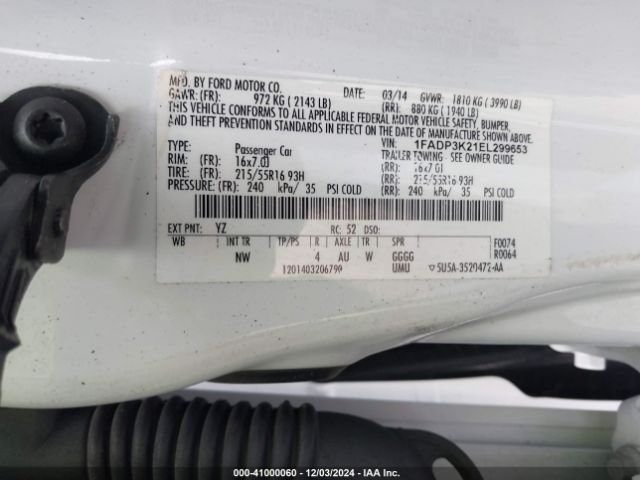 MFD. BY FORD MOTOR CO.
DATE: 03/14 GVWR: 1810 KG ( 3990 LB)
GAWR: (FR): 972 KG ( 2143 LB) (RR): 880 KG ( 1940 LB)
THIS VEHICLE CONFORMS TO ALL APPLICABLE FEDERAL MOTOR VEHICLE SAFETY, BUMPER,
AND THEFT PREVENTION STANDARDS IN EFFECT ON THE DATE OF MANUFACTURE SHOWN ABOVE.
VIN: 1FADP3K21EL299653
TYPE: Passenger Car TRAILER TOWING - SEE OWNER GUIDE
RIM: (FR): 16x7.0J (RR): 16x7.0J
TIRE: (FR): 215/55R16 93H (RR): 215/55R16 93H
PRESSURE: (FR): 240 kPa/ 35 PSI COLD (RR): 240 kPa/ 35 PSI COLD
EXT PNT: YZ RC: 52 DSO:
WB INT TR TP/PS R AXLE TR SPR F0074
NW 4 AU W GGGG R0064
1201403206799 UMU 5U5A-3520472-AA
000-41000060 - 12/03/2024 - IAA Inc.